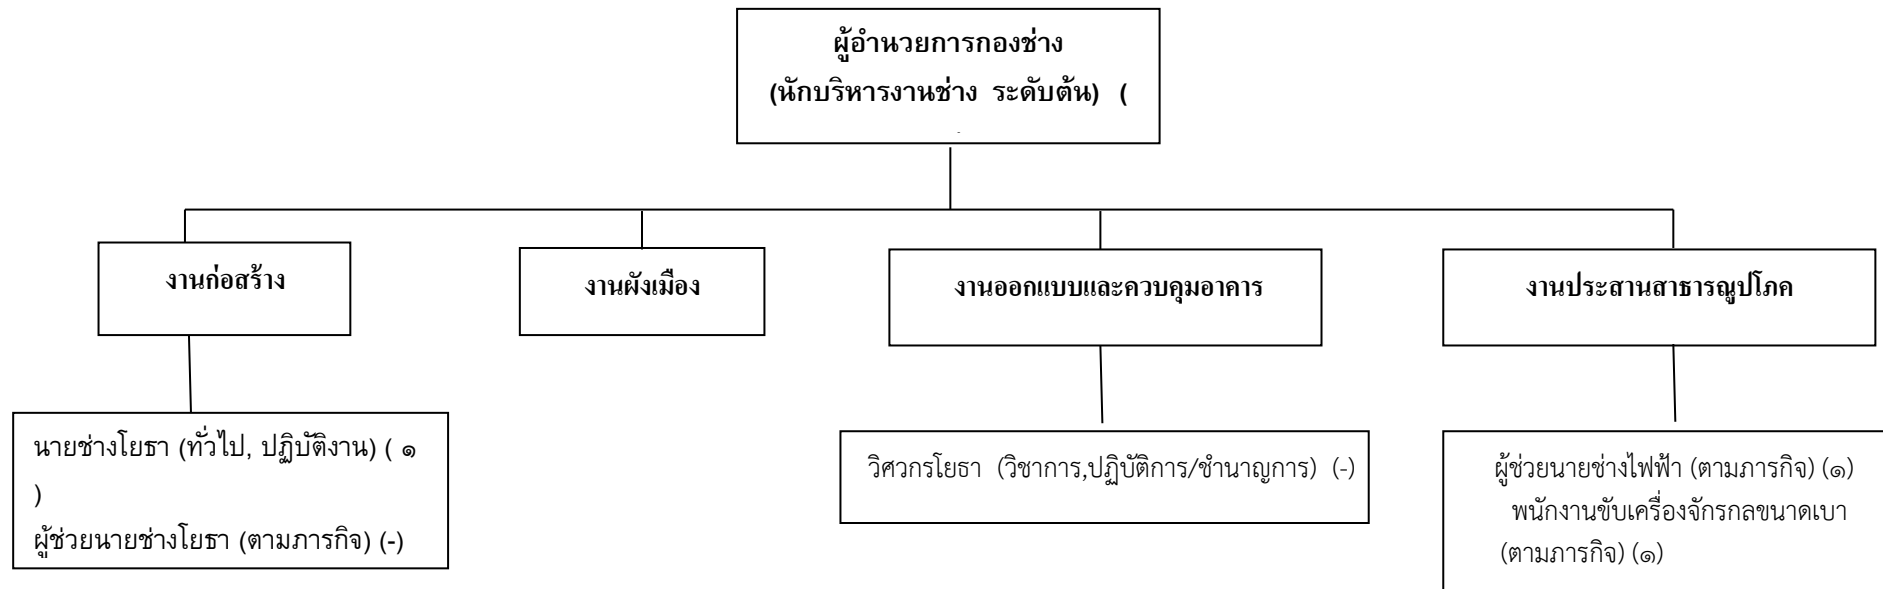 ผู้อำนวยการกองช่าง
(นักบริหารงานช่าง ระดับต้น) (
งานก่อสร้าง
งานผังเมือง
งานออกแบบและควบคุมอาคาร
งานประสานสาธารณูปโภค
นายช่างโยธา (ทั่วไป, ปฏิบัติงาน) ( ๑
)
ผู้ช่วยนายช่างโยธา (ตามภารกิจ) (-)
วิศวกรโยธา (วิชาการ,ปฏิบัติการ/ชำนาญการ) (-)
ผู้ช่วยนายช่างไฟฟ้า (ตามภารกิจ) (๑)
พนักงานขับเครื่องจักรกลขนาดเบา
(ตามภารกิจ) (๑)